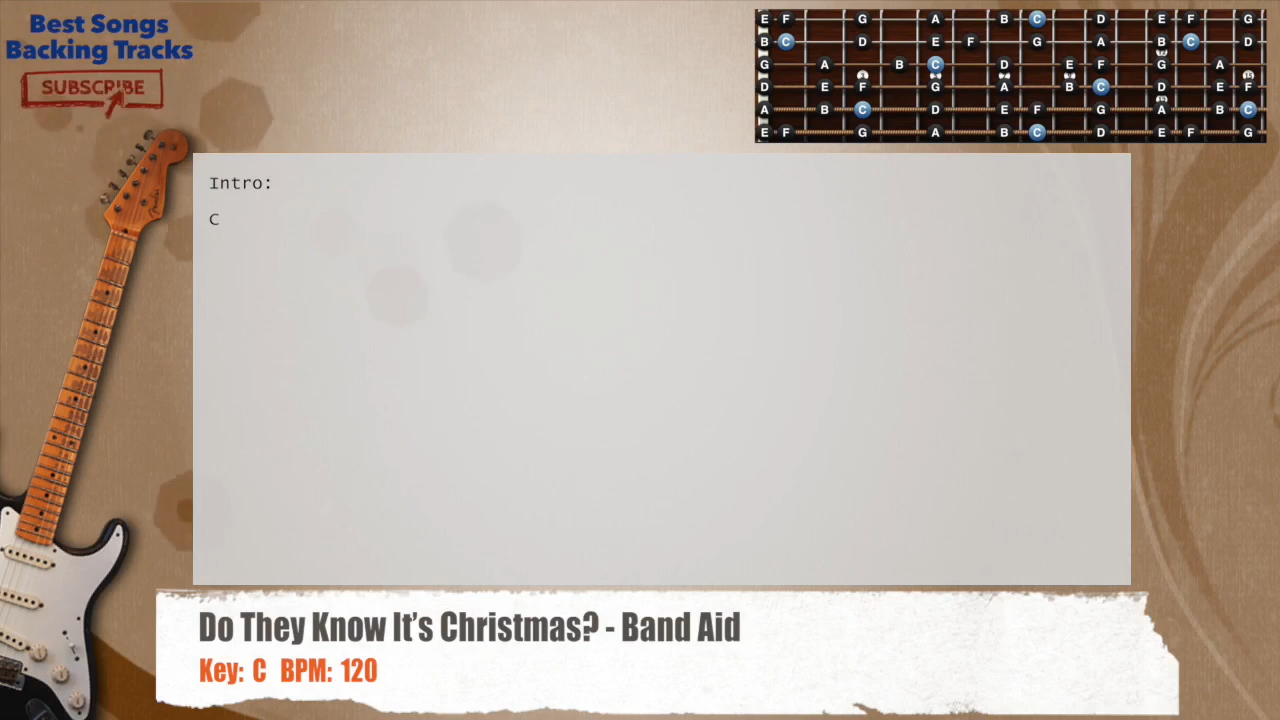 Best Songs
Backing Tracks
SUBSCRIBE
E F G A B C D E F G
B C D E F G A B C D
G A B C D E F G A
D E F G A B C D E F
A B C D E F G A B C
E F G A B C D E F G
Intro:
C
Do They Know It's Christmas? - Band Aid
Key: C BPM: 120